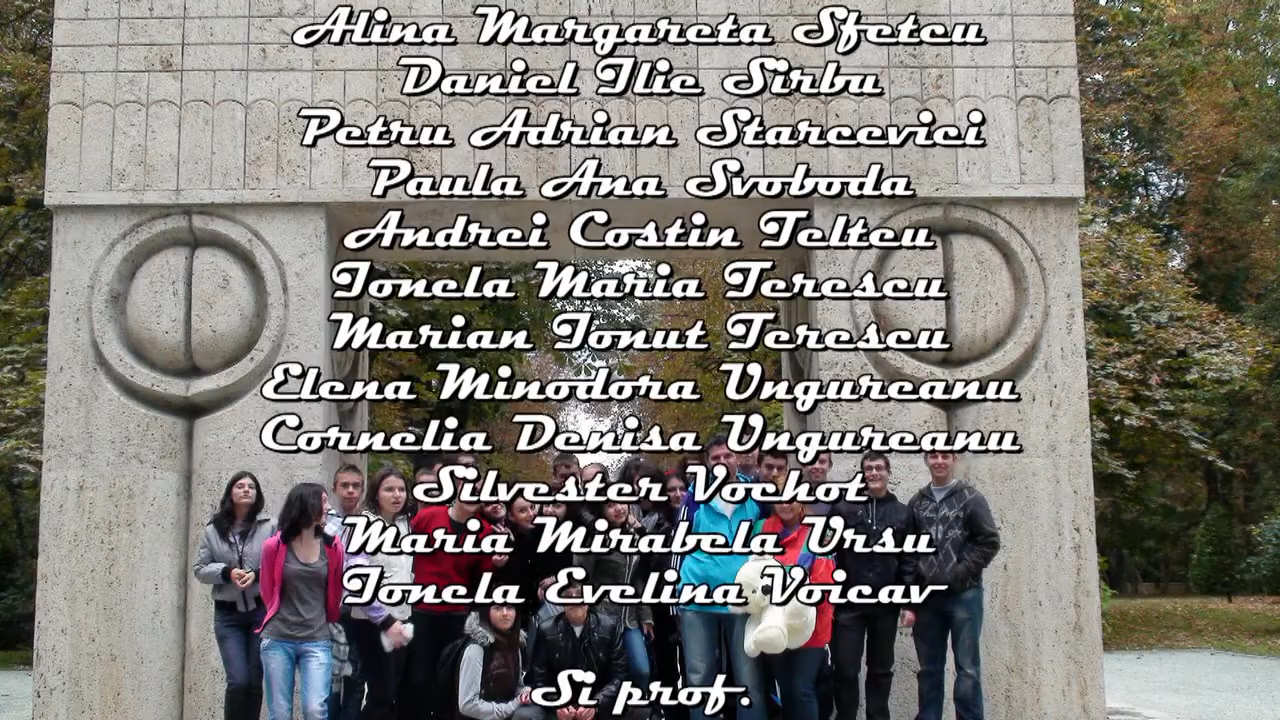 Alina Margareta Sfetcu
Daniel Ilie Sirbu
Petru Adrian Starcevici
Paula Ana Svoboda
Andrei Costin Teltcu
Ionela Maria Terescu
Marian Ionut Terescu
Elena Minodora Ungureanu
Cornelia Denisa Ungureanu
Silvester Vochot
Maria Mirabela Ursu
Ionela Evelina Voicav
Si prof.